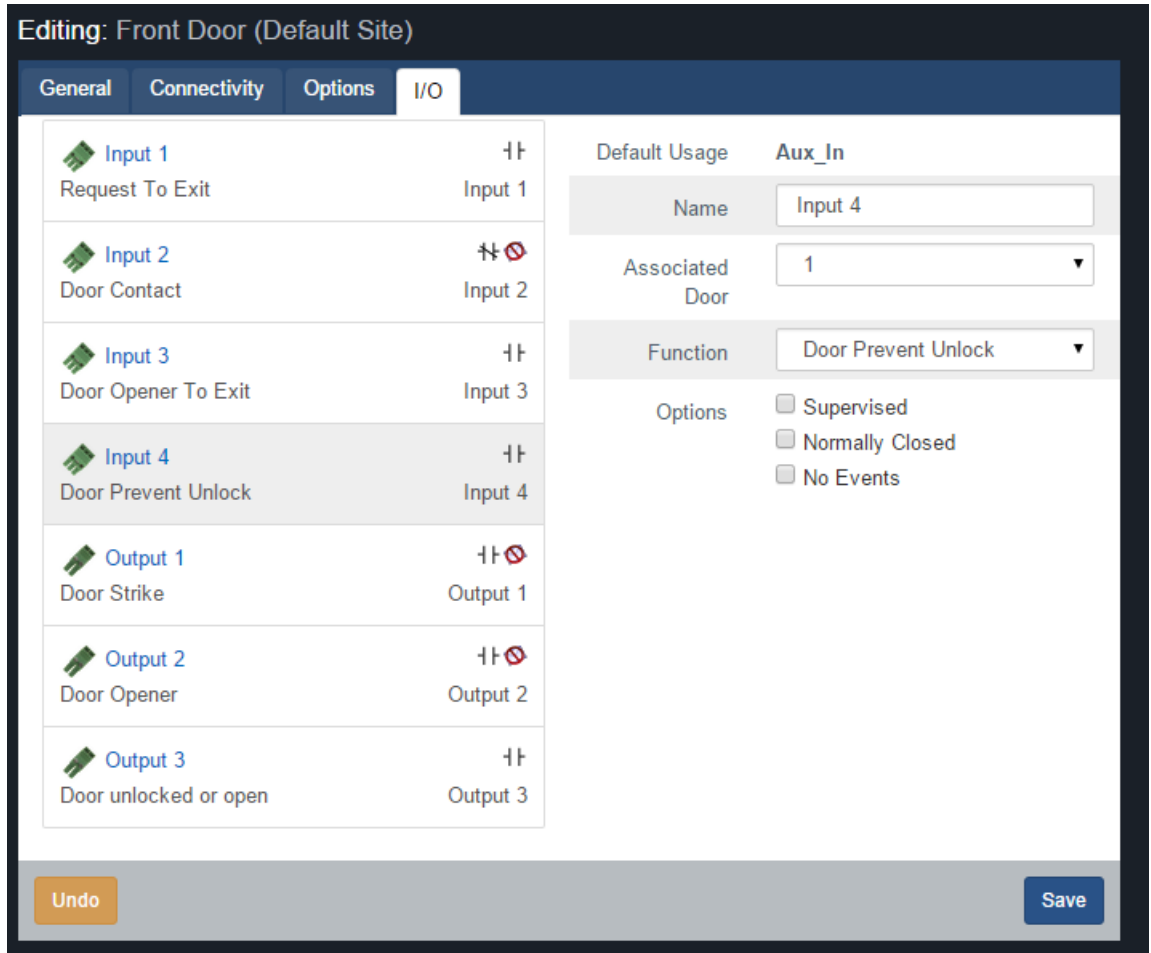 Editing: Front Door (Default Site)
General Connectivity Options I/O
Input 1
Request To Exit Input 1
Input 2
Door Contact Input 2
Input 3
Door Opener To Exit Input 3
Input 4
Door Prevent Unlock Input 4
Output 1
Door Strike Output 1
Output 2
Door Opener Output 2
Output 3
Door unlocked or open Output 3
Default Usage Aux_In
Name Input 4
Associated
Door
1
Function Door Prevent Unlock
Options Supervised
Normally Closed
No Events
Undo Save